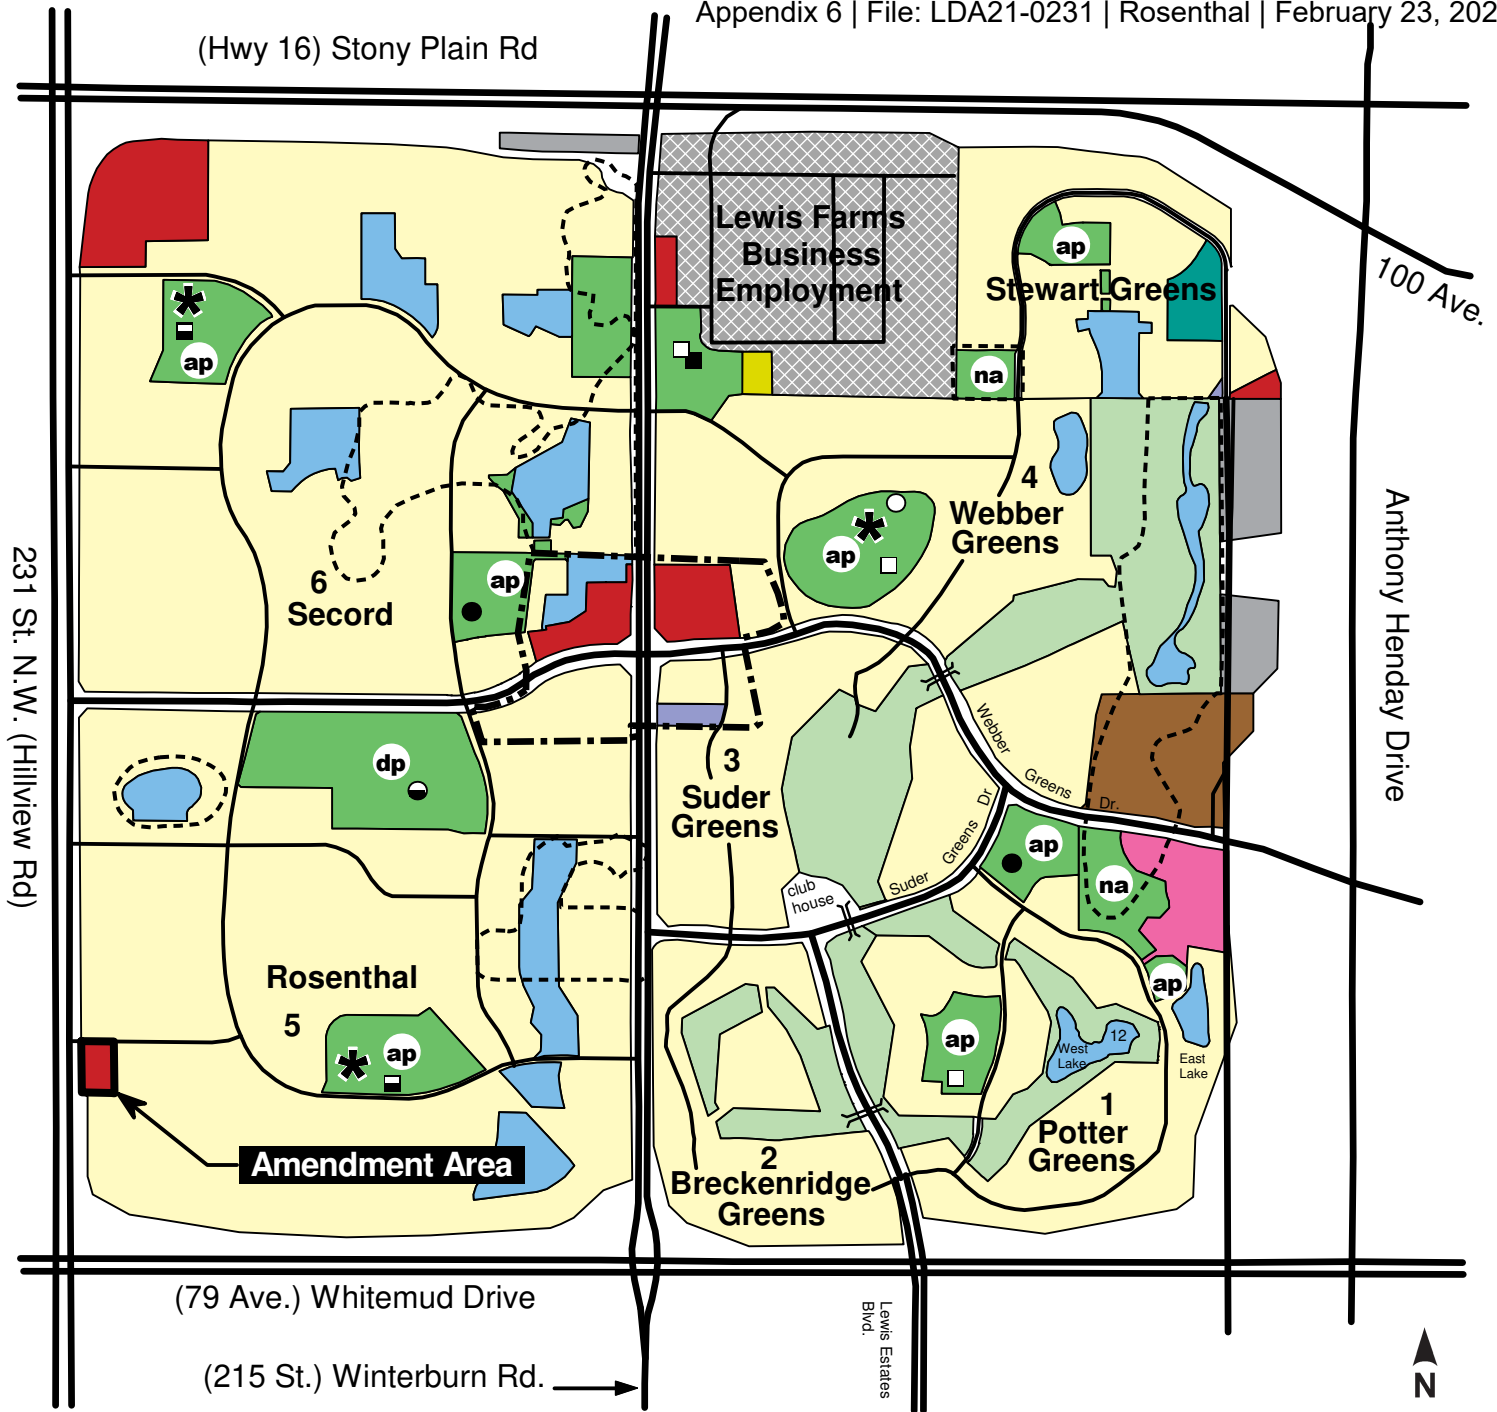 Appendix 6 | File: LDA21-0231 | Rosenthal | February 23, 202
(Hwy 16) Stony Plain Rd
Lewis Farms
Business
Employment
ap
Stewart Greens
100 Ave.
ap
na
4
Webber
Greens
ap
ap
6
Secord
231 St. N.W. (Hillview Rd)
Anthony Henday Drive
Webber
Greens
Dr.
dp
3
Suder
Greens
Suder
Greens
Dr
ap
na
club
house
Rosenthal
5
ap
ap
ap
West
Lake
12
East
Lake
1
Potter
Greens
Amendment Area
2
Breckenridge
Greens
(79 Ave.) Whitemud Drive
Lewis Estates
Blvd.
(215 St.) Winterburn Rd.
N